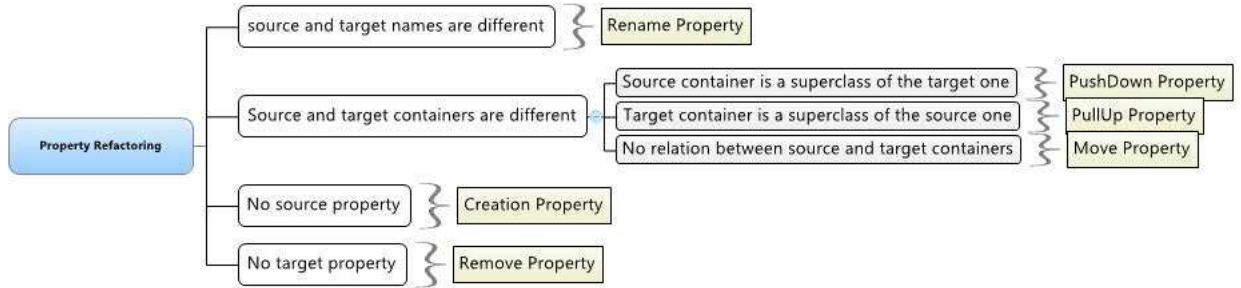 Property Refactoring
source and target names are different
Rename Property
Source and target containers are different
Source container is a superclass of the target one
PushDown Property
Target container is a superclass of the source one
PullUp Property
No relation between source and target containers
Move Property
No source property
Creation Property
No target property
Remove Property